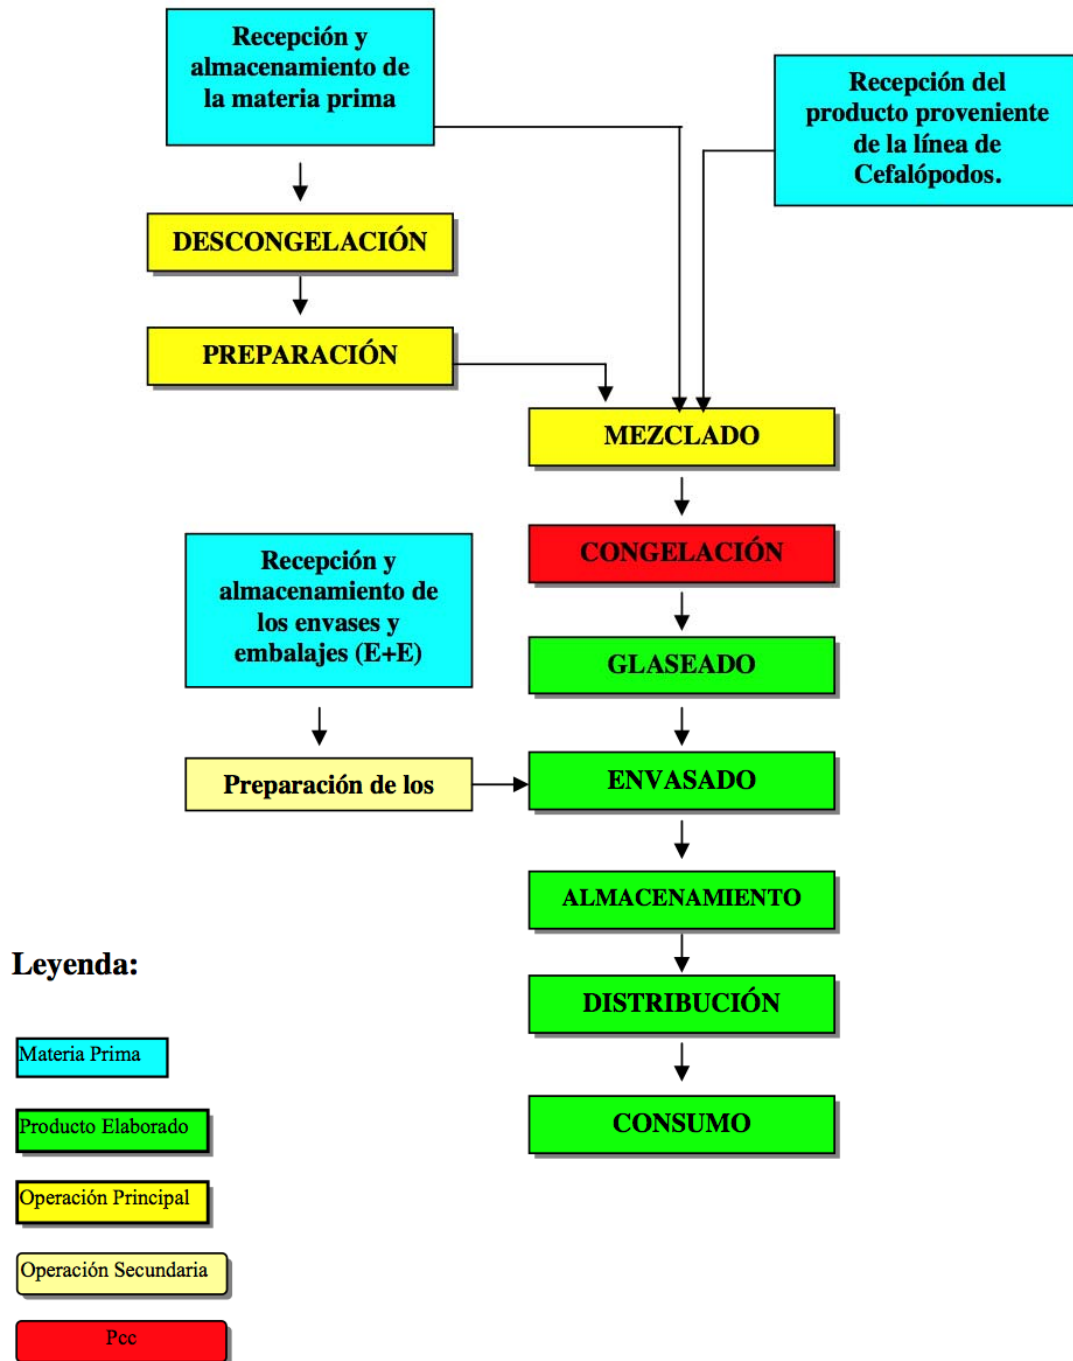 Recepción y
almacenamiento de
la materia prima
Recepción del
producto proveniente
de la línea de
Cefalópodos.
DESCONGELACIÓN
PREPARACIÓN
MEZCLADO
CONGELACIÓN
Recepción y
almacenamiento de
los envases y
embalajes (E+E)
GLASEADO
Preparación de los
ENVASADO
ALMACENAMIENTO
DISTRIBUCIÓN
CONSUMO
Leyenda:
Materia Prima
Producto Elaborado
Operación Principal
Operación Secundaria
Pcc